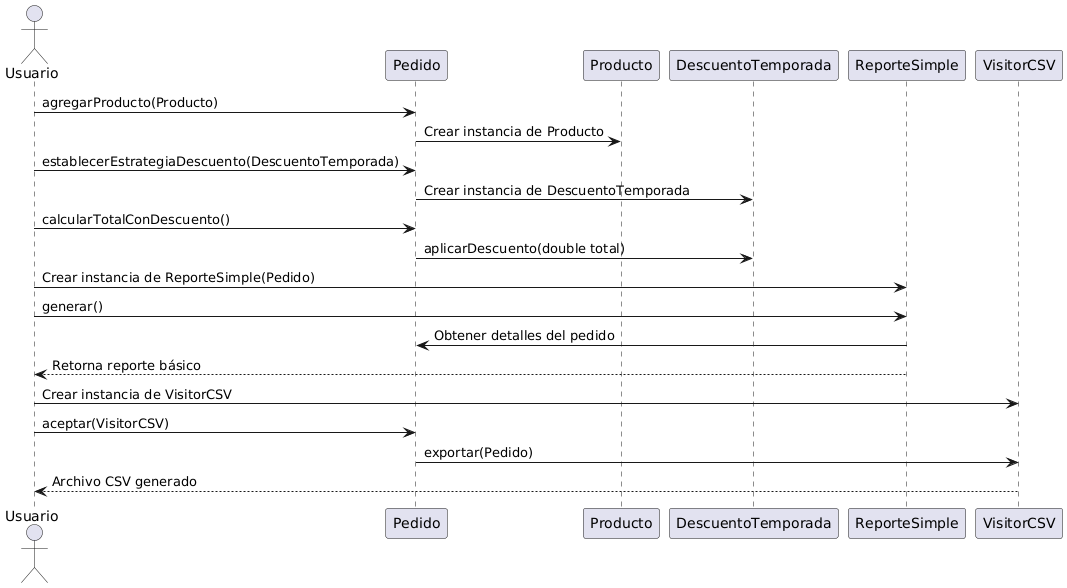 Usuario
Pedido
Producto
DescuentoTemporada
ReporteSimple
VisitorCSV
agregarProducto(Producto)
Crear instancia de Producto
establecerEstrategiaDescuento(DescuentoTemporada)
Crear instancia de DescuentoTemporada
calcularTotalConDescuento()
aplicarDescuento(double total)
Crear instancia de ReporteSimple(Pedido)
generar()
Obtener detalles del pedido
Retorna reporte básico
Crear instancia de VisitorCSV
aceptar(VisitorCSV)
exportar(Pedido)
Archivo CSV generado
Usuario
Pedido
Producto
DescuentoTemporada
ReporteSimple
VisitorCSV